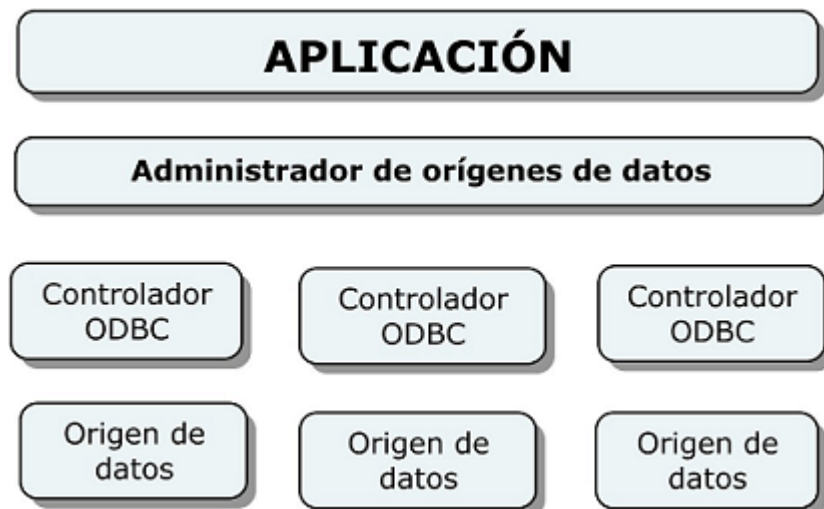 APLICACIÓN
Administrador de orígenes de datos
Controlador
ODBC
Controlador
ODBC
Controlador
ODBC
Origen de
datos
Origen de
datos
Origen de
datos